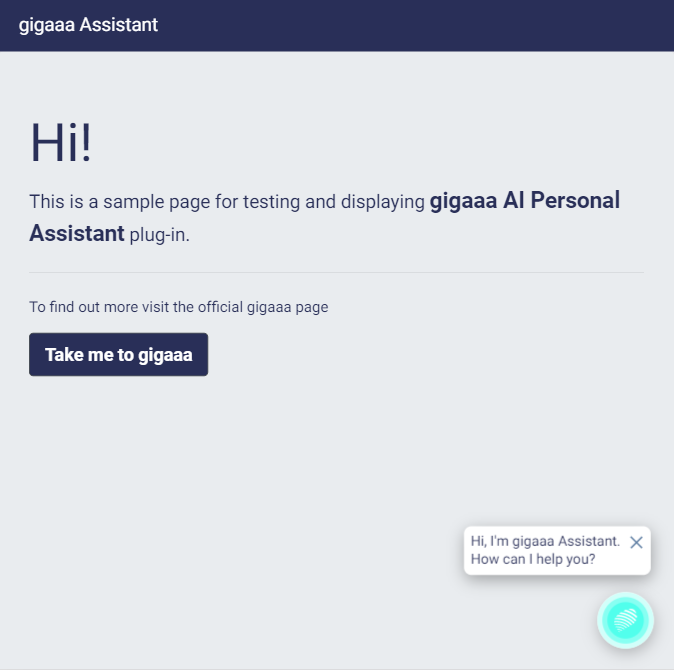 gigaaa Assistant
Hi!
This is a sample page for testing and displaying gigaaa AI Personal
Assistant plug-in.
To find out more visit the official gigaaa page
Take me to gigaaa
Hi, I'm gigaaa Assistant.
How can I help you?